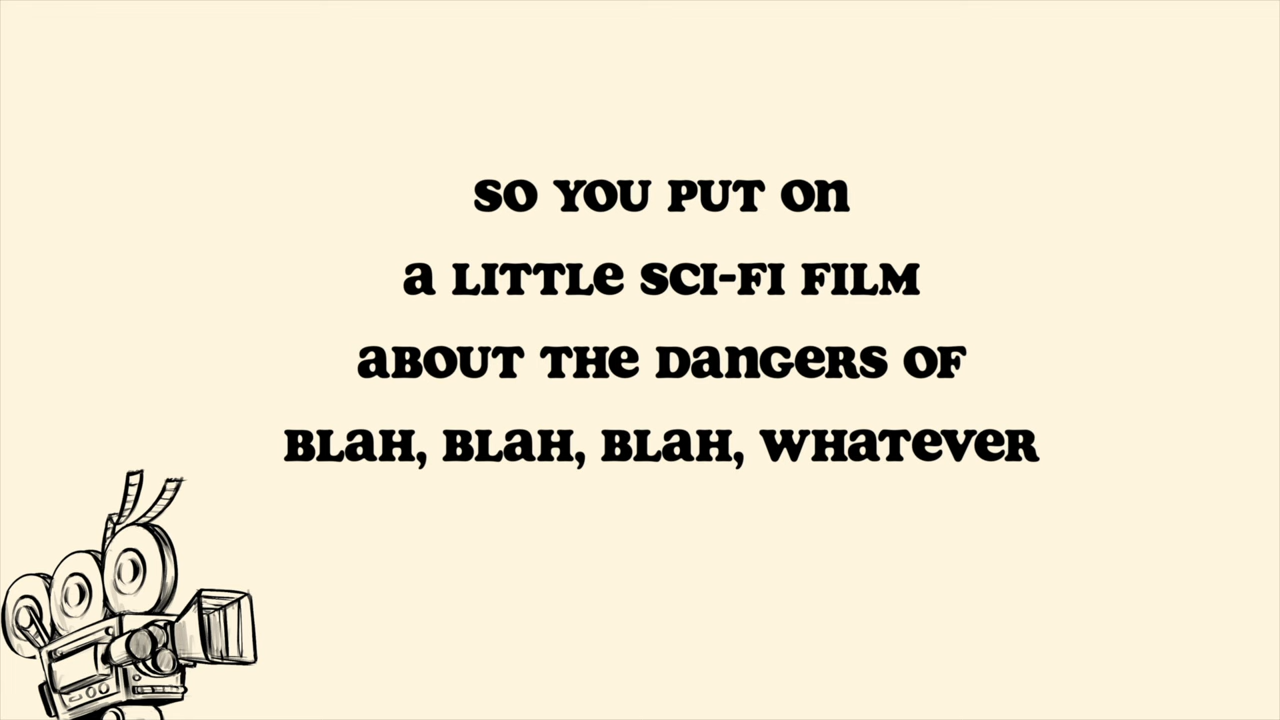 SO YOU PUT On
a LITTLe SCI-FI FILM
aBOUT THe DanGeRS OF
BLaH, BLaH, BLaH, WHaTeVeR